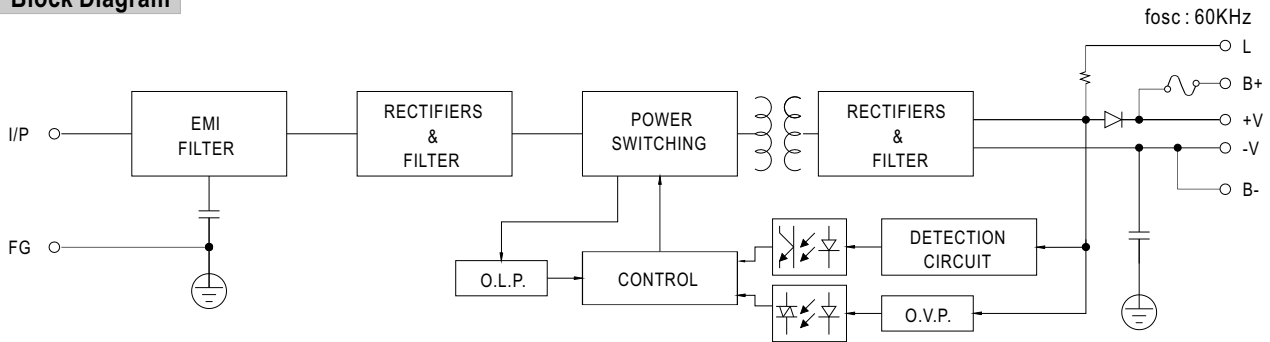 Block Diagram
fosc : 60KHz
L
B+
+V
-V
B-
I/P
EMI
FILTER
RECTIFIERS
&
FILTER
POWER
SWITCHING
RECTIFIERS
&
FILTER
FG
O.L.P.
CONTROL
DETECTION
CIRCUIT
O.V.P.